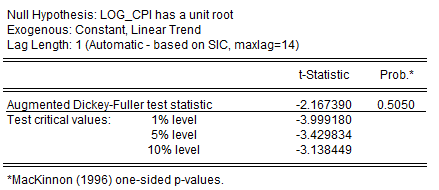 Null Hypothesis: LOG_CPI has a unit root
Exogenous: Constant, Linear Trend
Lag Length: 1 (Automatic - based on SIC, maxlag=14)
t-Statistic Prob.*
Augmented Dickey-Fuller test statistic -2.167390 0.5050
Test critical values: 1% level -3.999180
5% level -3.429834
10% level -3.138449
*MacKinnon (1996) one-sided p-values.